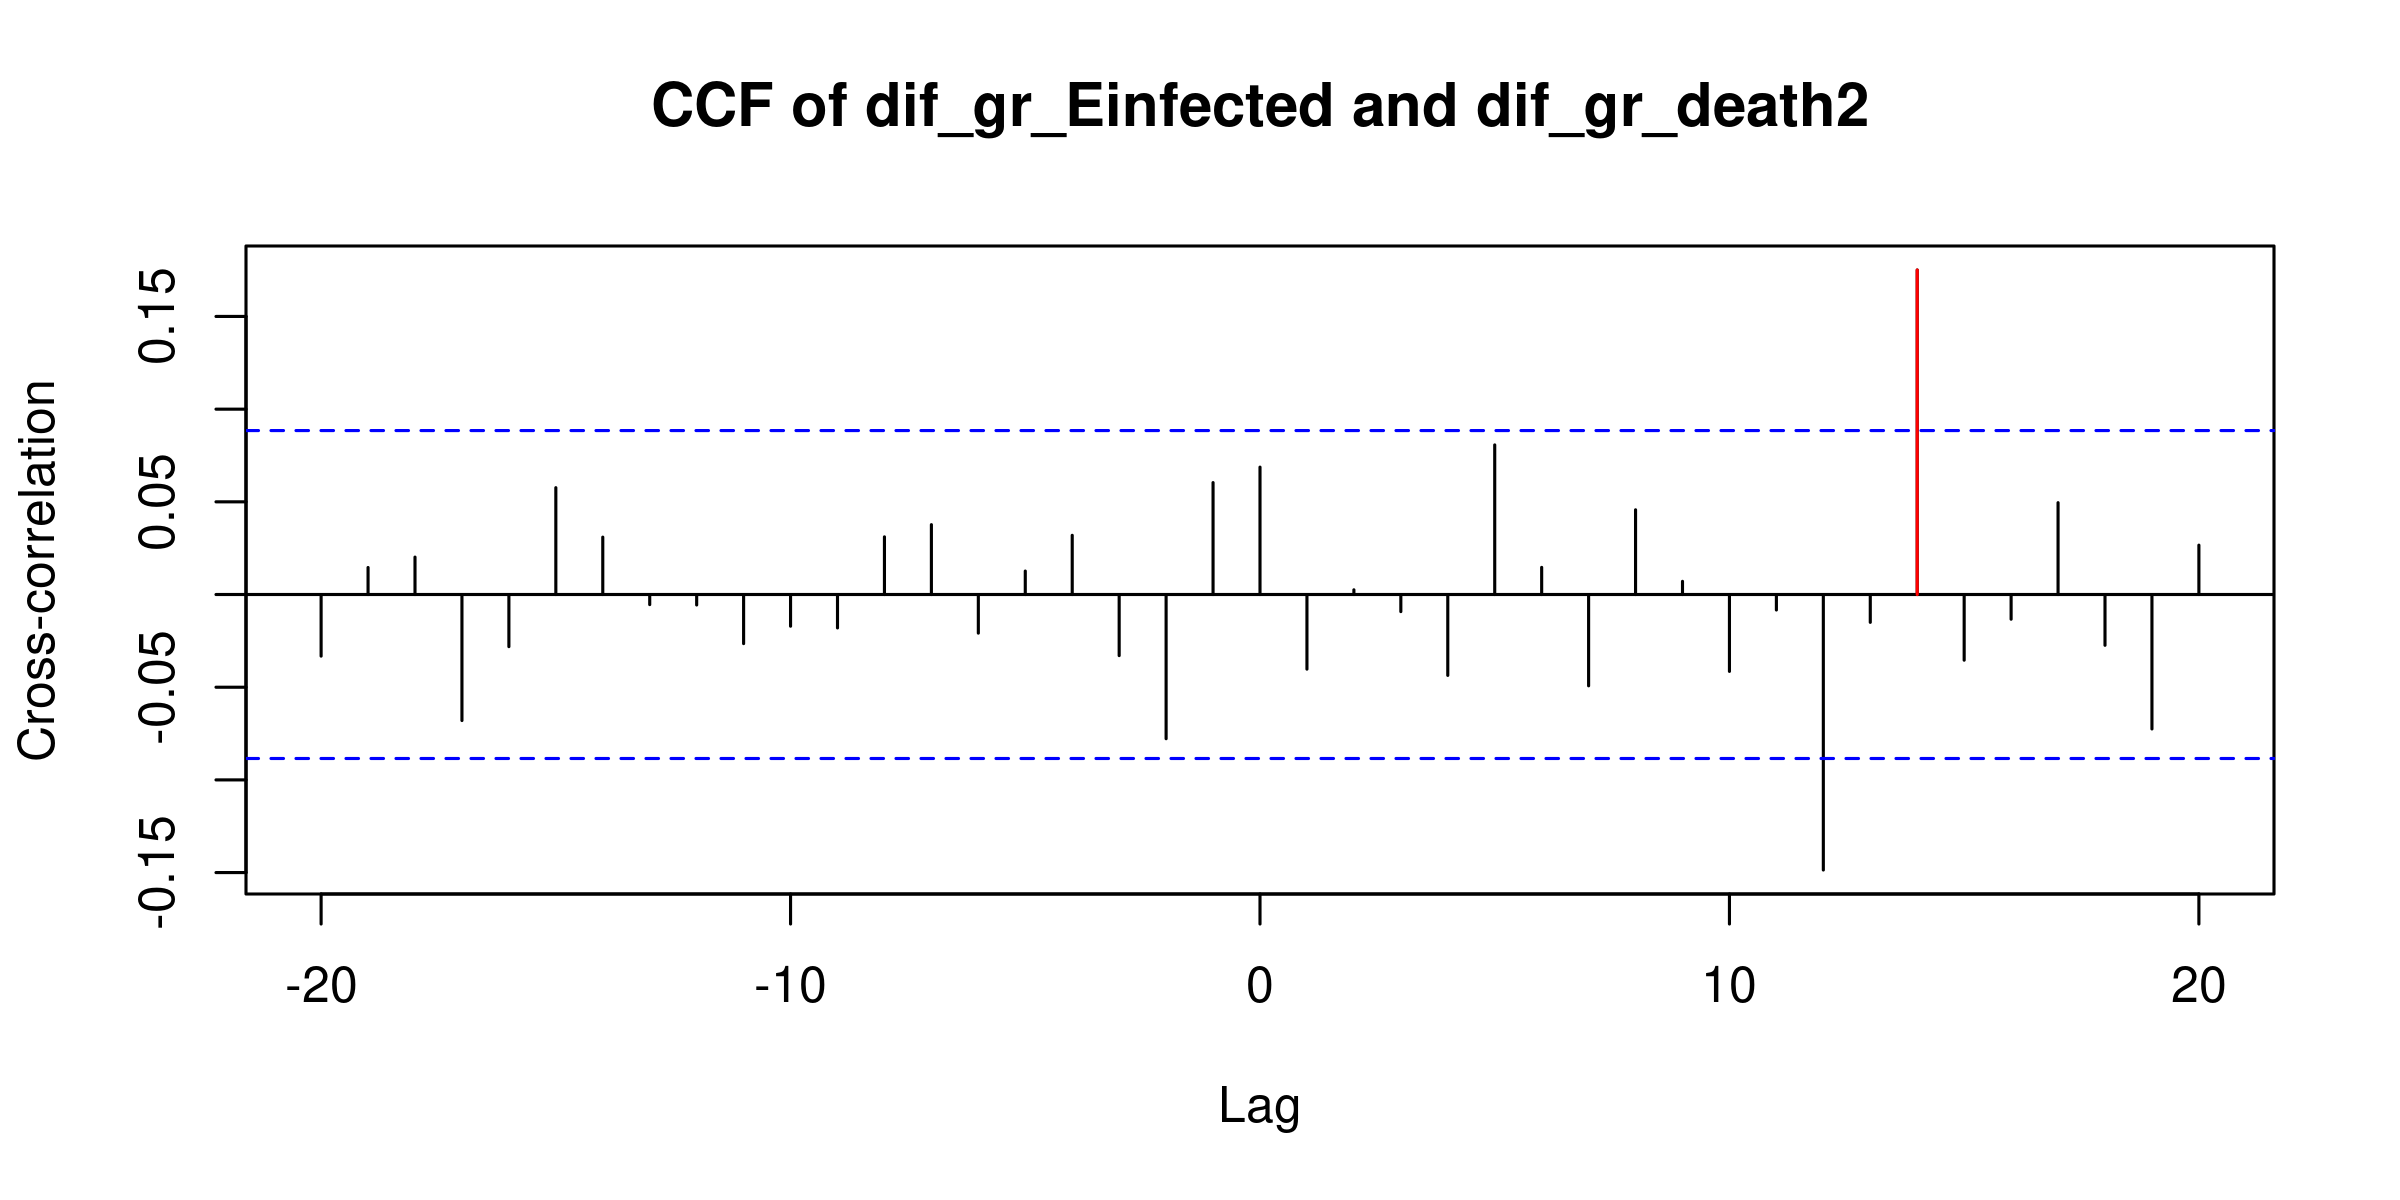 CCF of dif_gr_Einfected and dif_gr_death2
Cross-correlation
0.15
0.05
-0.05
-0.15
-20 -10 0 10 20
Lag